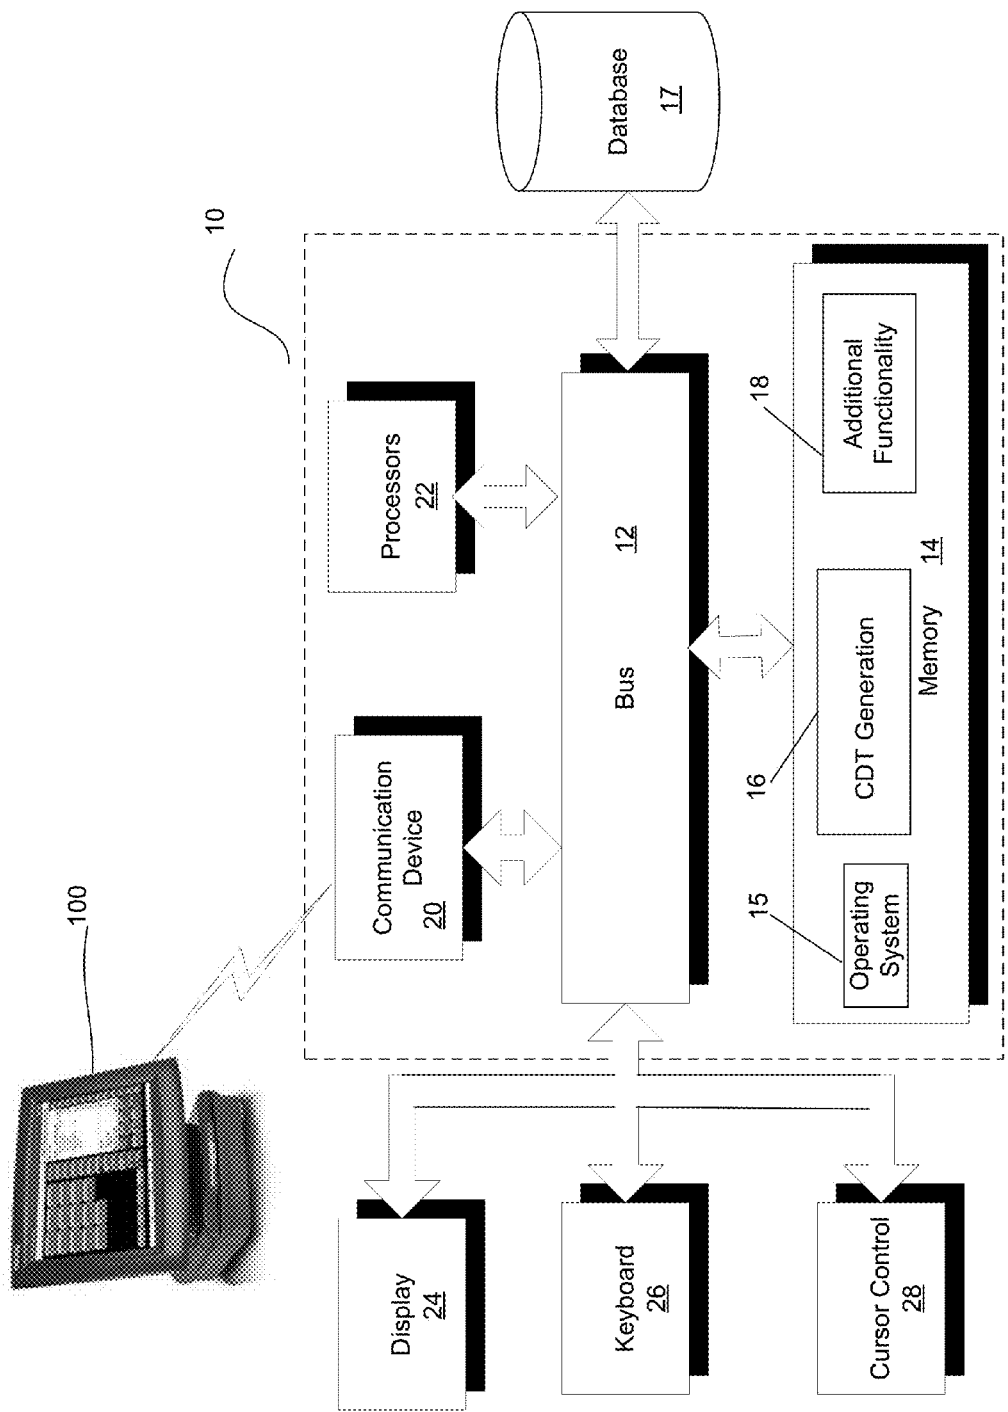 100
10
Communication
Device
20
Processors
22
Display
24
Keyboard
26
Cursor Control
28
Bus
12
Database
17
15
16
18
Operating
System
CDT Generation
Additional
Functionality
Memory
14